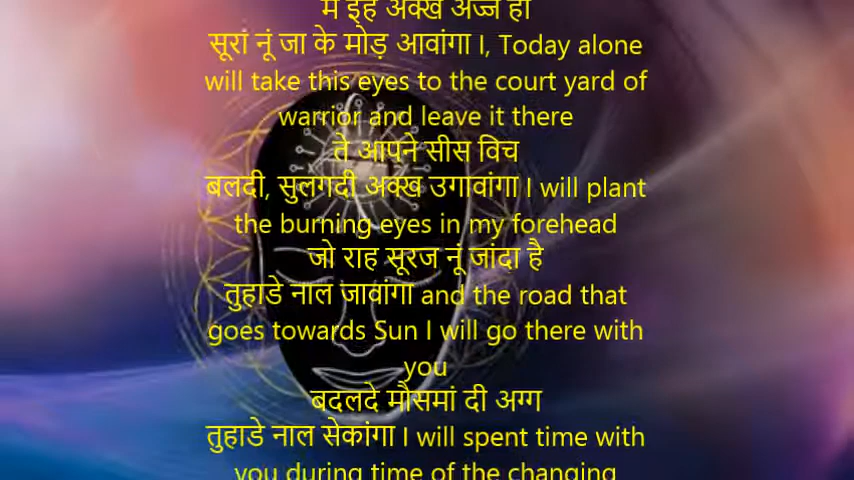 मैं इह अक्ख अज्ज ही
सूरां नूं जा के मोड़ आवांगा I, Today alone
will take this eyes to the court yard of
warrior and leave it there
ते आपने सीस विच
बलदी, सुलगदी अक्ख उगावांगा I will plant
the burning eyes in my forehead
जो राह सूरज नूं जांदा है
तुहाडे नाल जावांगा and the road that
goes towards Sun I will go there with
you
बदलदे मौसमां दी अग्ग
तुहाडे नाल सेकांगा I will spent time with
you during time of the changing